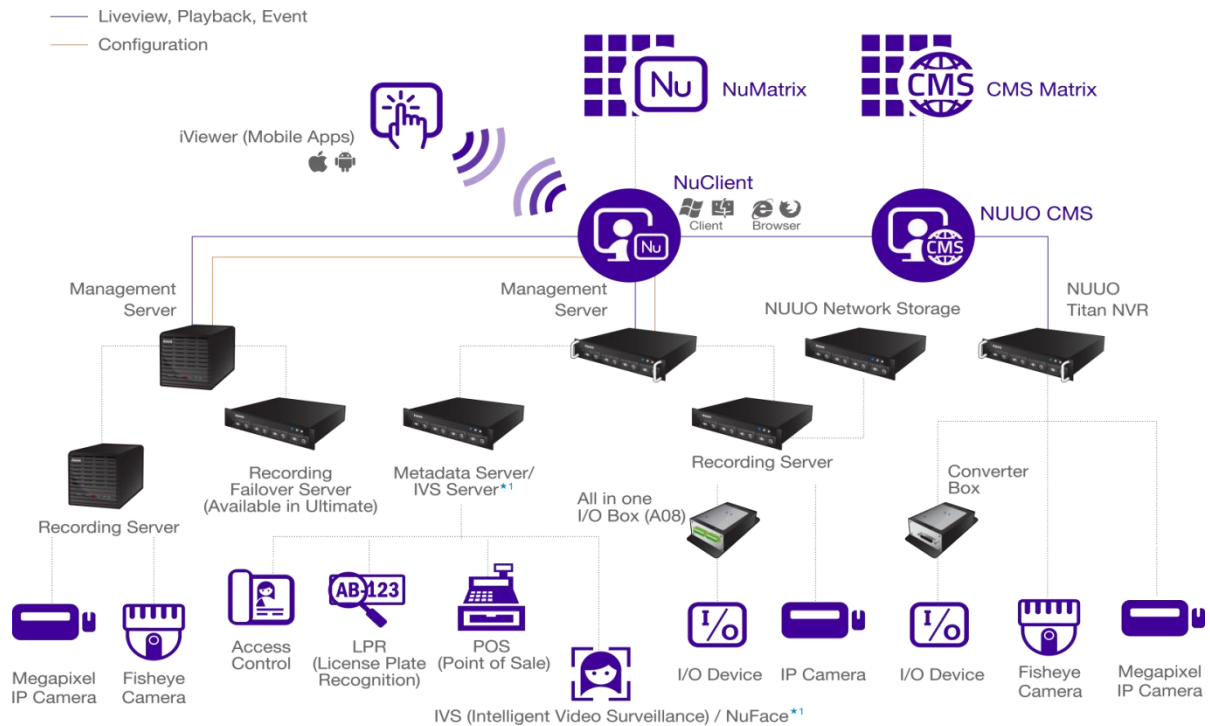 Liveview, Playback, Event
Configuration
iViewer (Mobile Apps)
Nu
NuMatrix
CMS
CMS Matrix
NuClient
Client
Browser
Nu
NUUO CMS
CMS
Management
Server
Management
Server
NUUO Network Storage
NUUO
Titan NVR
Recording
Failover Server
(Available in Ultimate)
Metadata Server/
IVS Server★1
Recording Server
Recording Server
All in one
I/O Box (A08)
Converter
Box
AB-123
I/O
I/O
Megapixel
IP Camera
Fisheye
Camera
Access
Control
LPR
(License Plate
Recognition)
POS
(Point of Sale)
IVS (Intelligent Video Surveillance) / NuFace★1
I/O Device
IP Camera
I/O Device
Fisheye
Camera
Megapixel
IP Camera